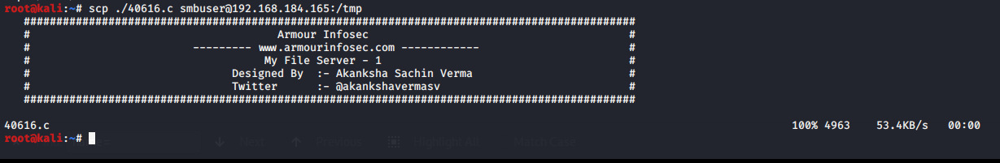 root@kali:~# scp ./40616.c smbuser@192.168.184.165:/tmp
##############################################################################################
# Armour Infosec #
# --------- www.armourinfosec.com ------------ #
# My File Server - 1 #
# Designed By :- Akanksha Sachin Verma #
# Twitter :- @akankshavermasv #
##############################################################################################
40616.c 100% 4963 53.4KB/s 00:00
root@kali:~#
Next Previous Highlight All Match Case